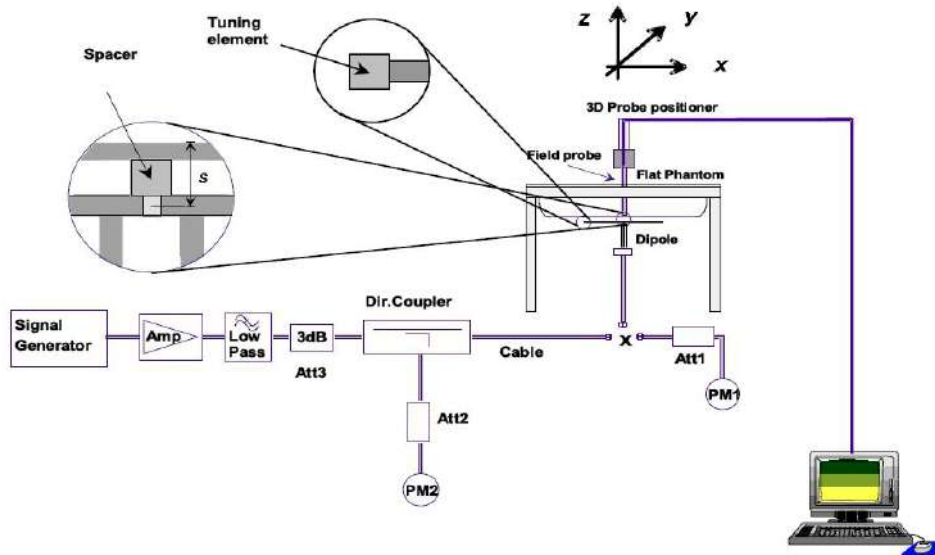 Tuning
element
Spacer
z
y
x
3D Probe positioner
Field probe
Flat Phantom
s
Dipole
Dir.Coupler
Signal
Generator
Amp
Low
Pass
3dB
Att3
Cable
x
Att1
PM1
Att2
PM2